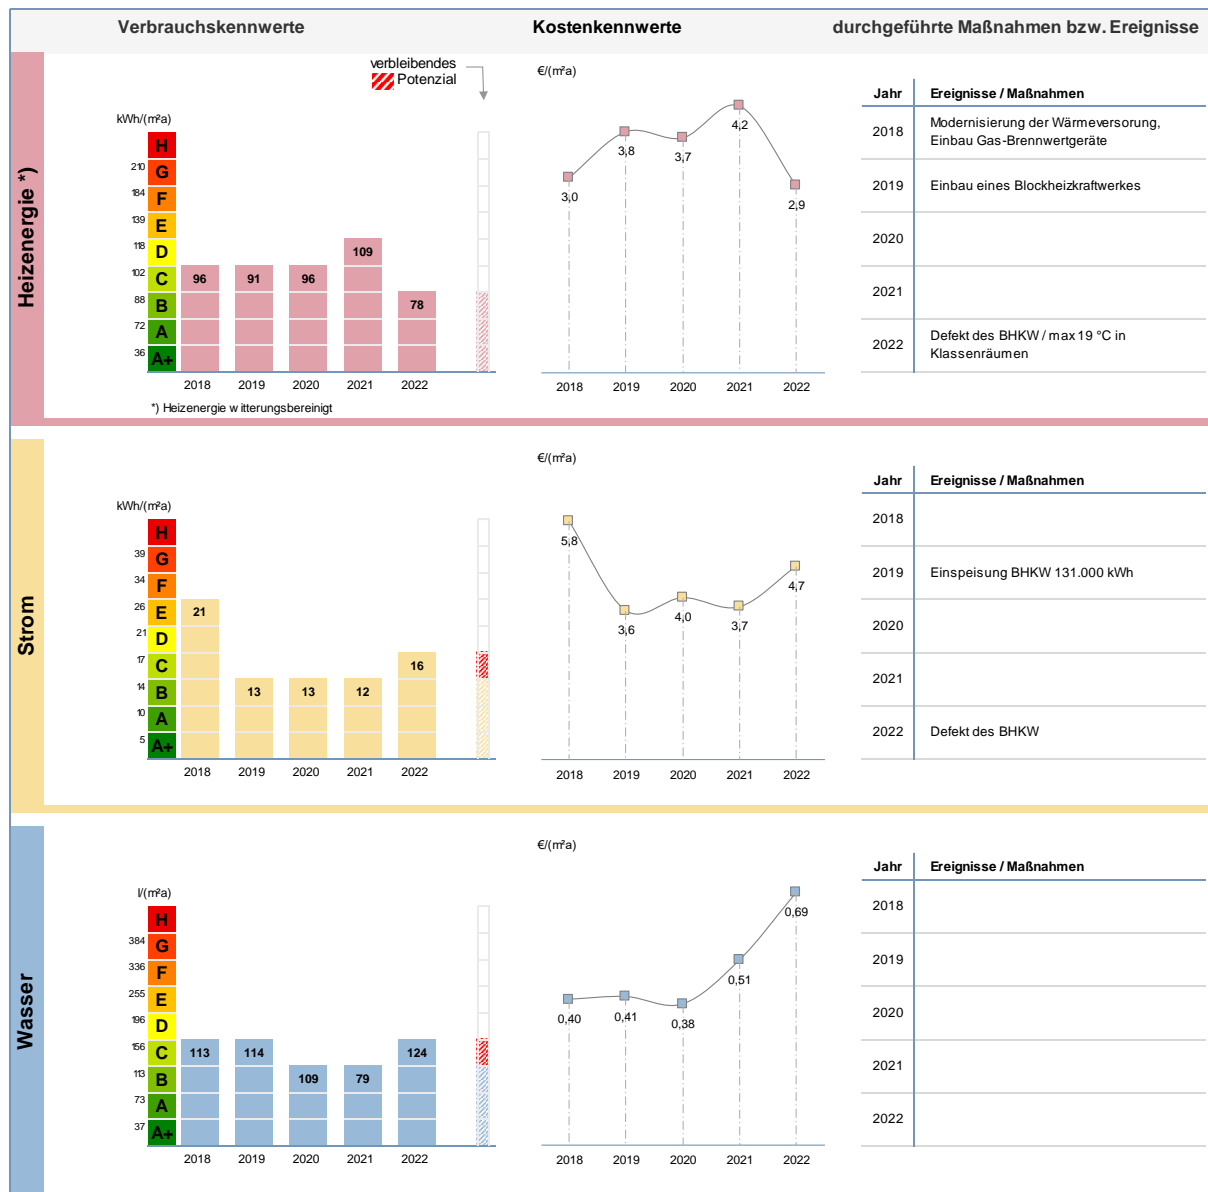 Verbrauchskennwerte
Kostenkennwerte
durchgeführte Maßnahmen bzw. Ereignisse
Heizenergie *)
verbleibendes
Potenzial
kWh/(m²a)
H
210
G
184
F
139
E
118
D
102
C
88
B
72
A
36
A+
96
91
96
109
78
2018 2019 2020 2021 2022
*) Heizenergie w itterungsbereinigt
€/(m²a)
3,0
3,8
3,7
4,2
2,9
2018 2019 2020 2021 2022
Jahr Ereignisse / Maßnahmen
2018 Modernisierung der Wärmeversorung,
Einbau Gas-Brennwertgeräte
2019 Einbau eines Blockheizkraftwerkes
2020
2021
2022 Defekt des BHKW / max 19 °C in
Klassenräumen
Strom
kWh/(m²a)
H
39
G
34
F
26
E
21
D
17
C
14
B
10
A
5
A+
21
13
13
12
16
2018 2019 2020 2021 2022
€/(m²a)
5,8
3,6
4,0
3,7
4,7
2018 2019 2020 2021 2022
Jahr Ereignisse / Maßnahmen
2018
2019 Einspeisung BHKW 131.000 kWh
2020
2021
2022 Defekt des BHKW
Wasser
l/(m²a)
H
384
G
336
F
255
E
196
D
156
C
113
B
73
A
37
A+
113
114
109
79
124
2018 2019 2020 2021 2022
€/(m²a)
0,40
0,41
0,38
0,51
0,69
2018 2019 2020 2021 2022
Jahr Ereignisse / Maßnahmen
2018
2019
2020
2021
2022